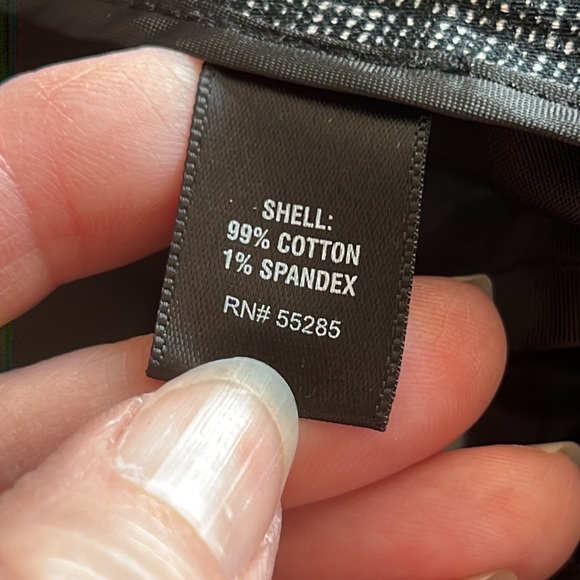 SHELL:
99% COTTON
1% SPANDEX
RN# 55285